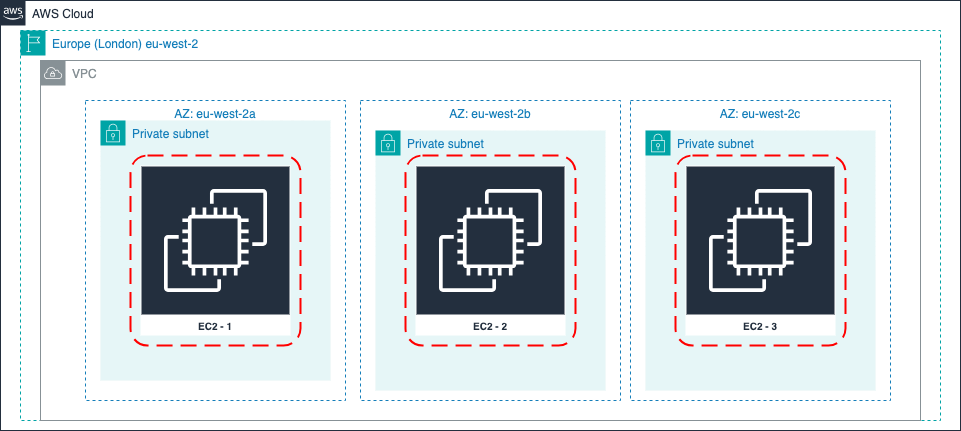 aws
AWS Cloud
Europe (London) eu-west-2
VPC
AZ: eu-west-2a
Private subnet
EC2 - 1
AZ: eu-west-2b
Private subnet
EC2 - 2
AZ: eu-west-2c
Private subnet
EC2 - 3